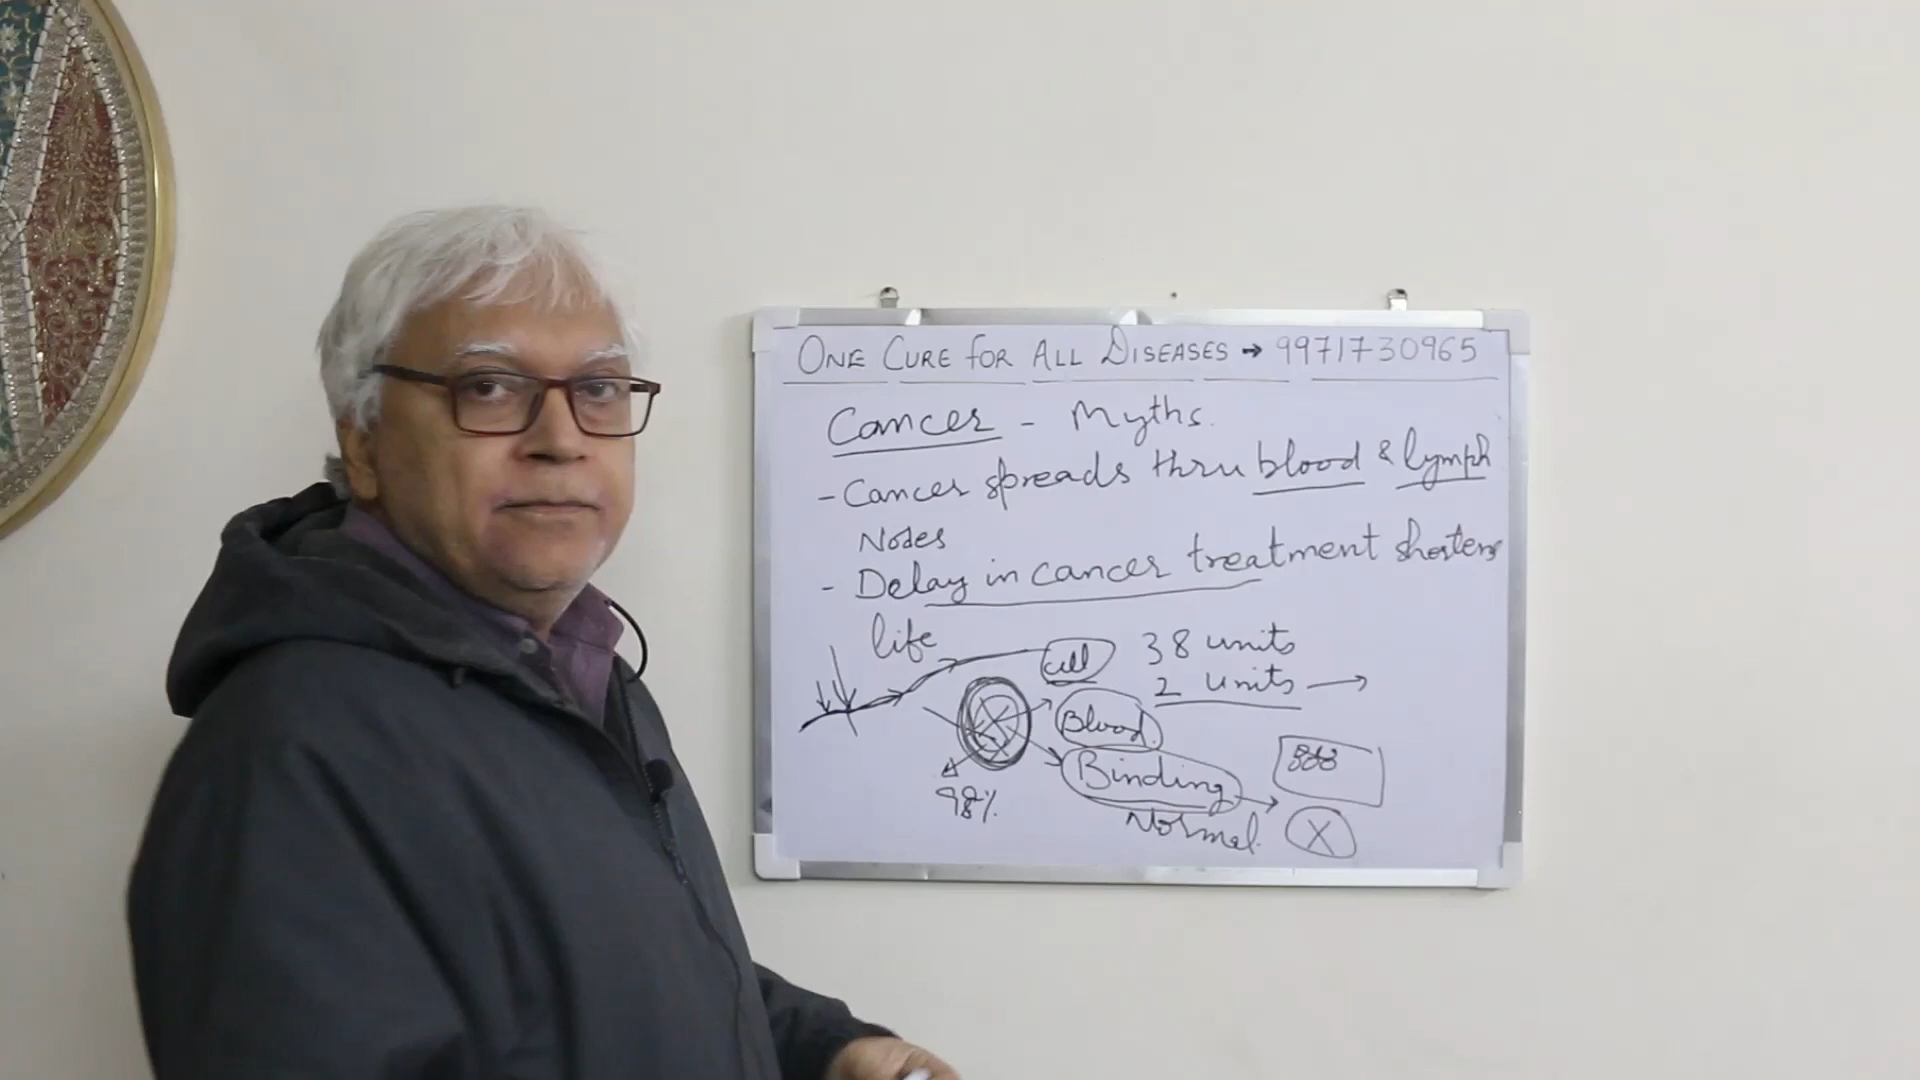 ONE CURE FOR ALL DISEASES → 9971730965
Cancer - Myths.
- Cancer spreads thru blood & lymph
Nodes
- Delay in cancer treatment shortens
life
cell 38 units
2 units →
Blood
Binding
98%
Normal.
X